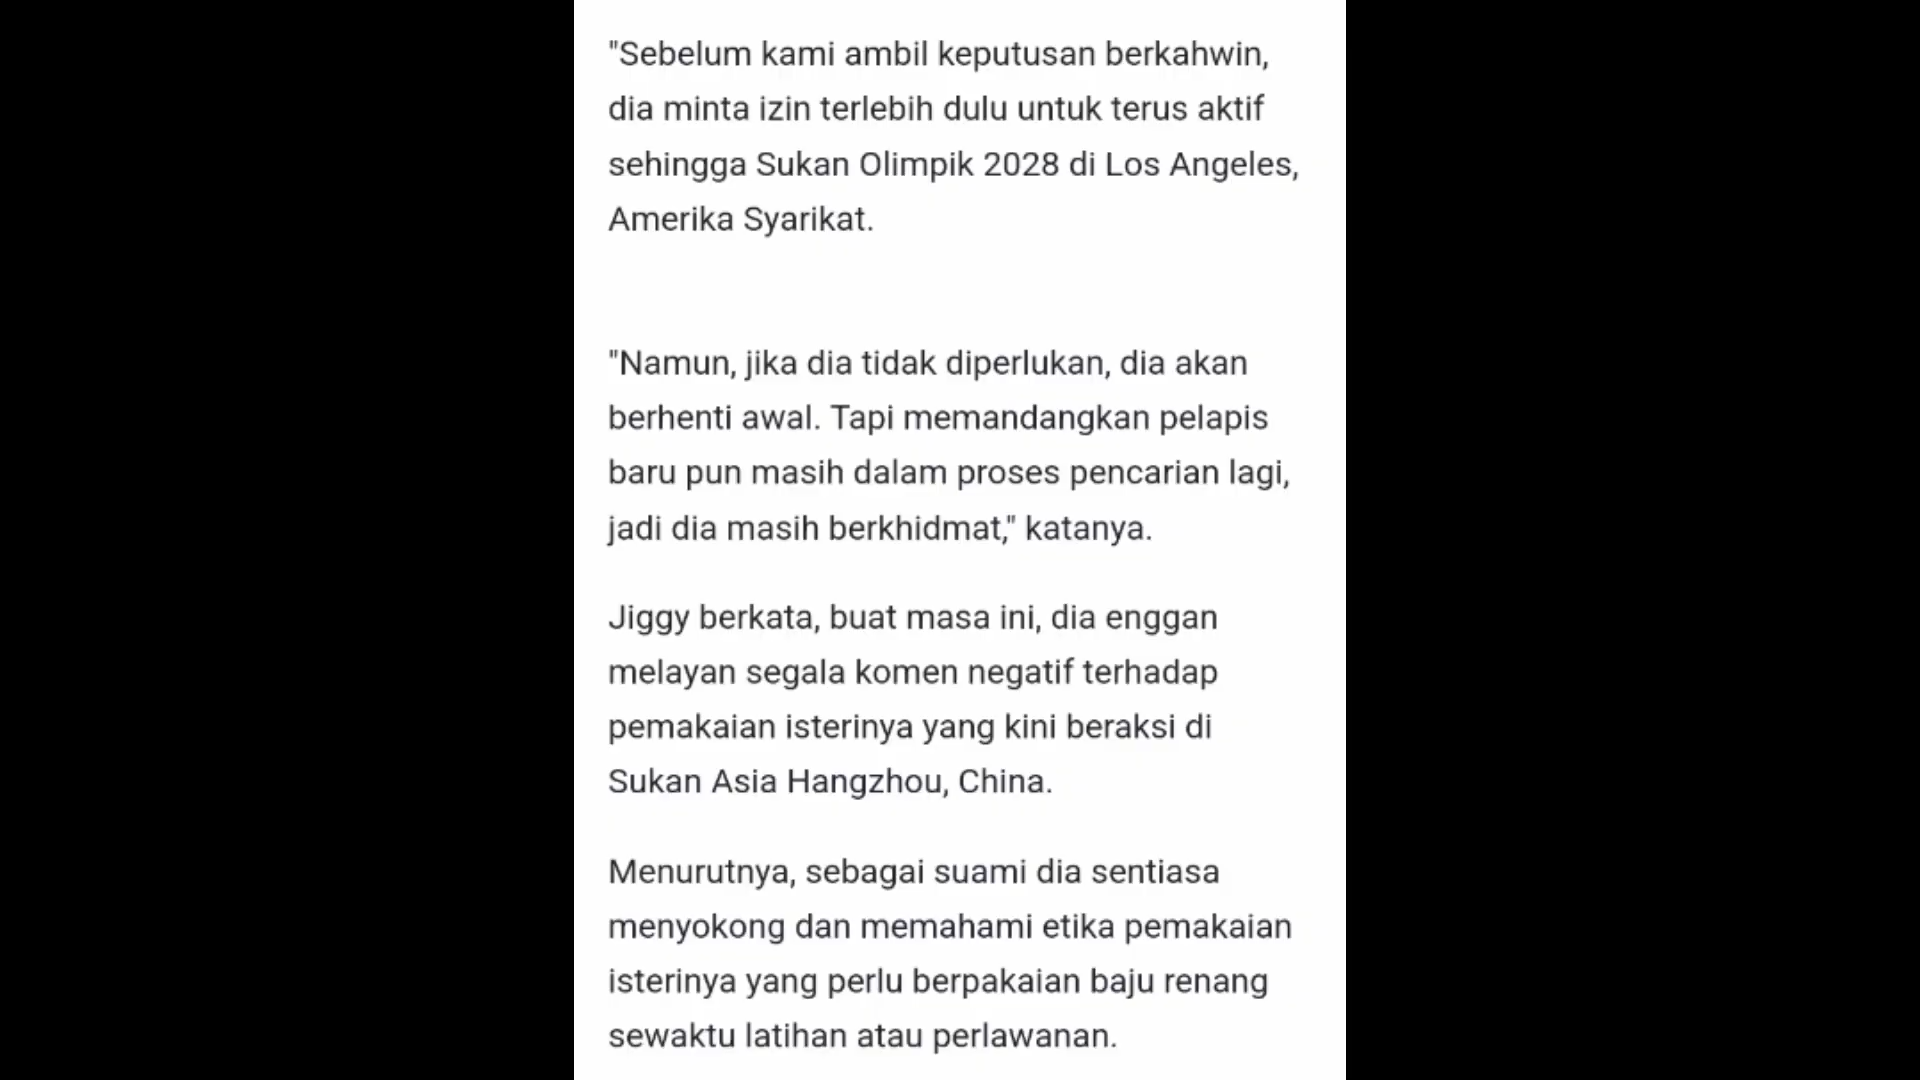 "Sebelum kami ambil keputusan berkahwin,
dia minta izin terlebih dulu untuk terus aktif
sehingga Sukan Olimpik 2028 di Los Angeles,
Amerika Syarikat.
"Namun, jika dia tidak diperlukan, dia akan
berhenti awal. Tapi memandangkan pelapis
baru pun masih dalam proses pencarian lagi,
jadi dia masih berkhidmat," katanya.
Jiggy berkata, buat masa ini, dia enggan
melayan segala komen negatif terhadap
pemakaian isterinya yang kini beraksi di
Sukan Asia Hangzhou, China.
Menurutnya, sebagai suami dia sentiasa
menyokong dan memahami etika pemakaian
isterinya yang perlu berpakaian baju renang
sewaktu latihan atau perlawanan.